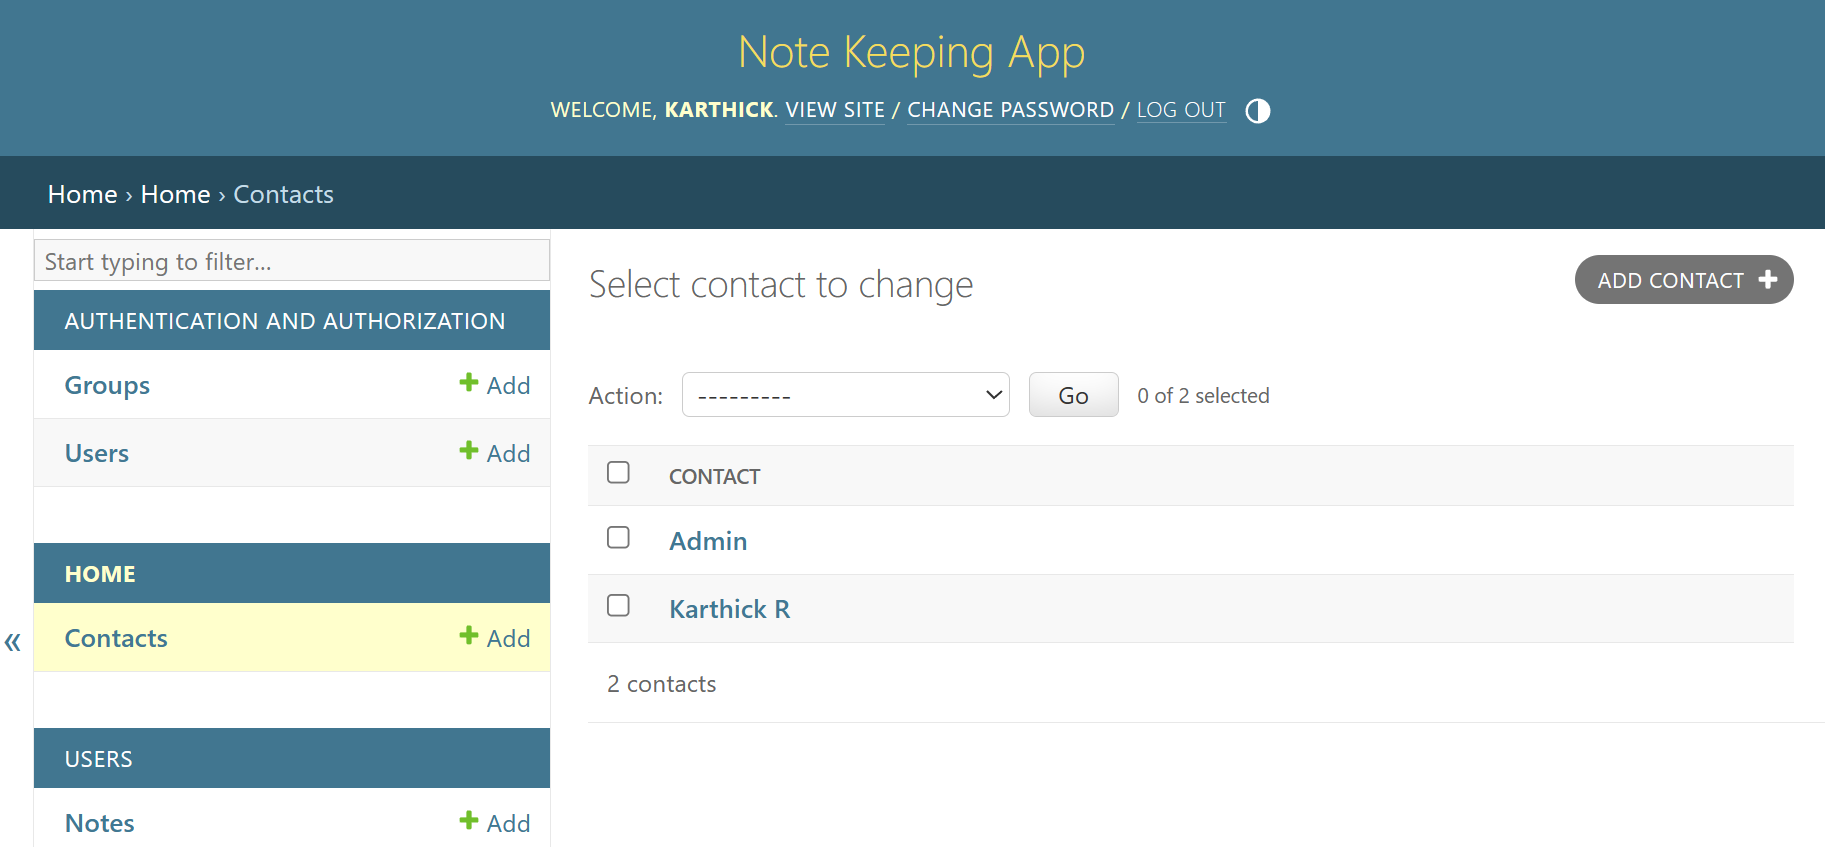 Note Keeping App
WELCOME, KARTHICK. VIEW SITE / CHANGE PASSWORD / LOG OUT
Home › Home › Contacts
Start typing to filter...
AUTHENTICATION AND AUTHORIZATION
Groups + Add
Users + Add
HOME
Contacts + Add
«
USERS
Notes + Add
Select contact to change
ADD CONTACT +
Action: --------- Go 0 of 2 selected
CONTACT
Admin
Karthick R
2 contacts